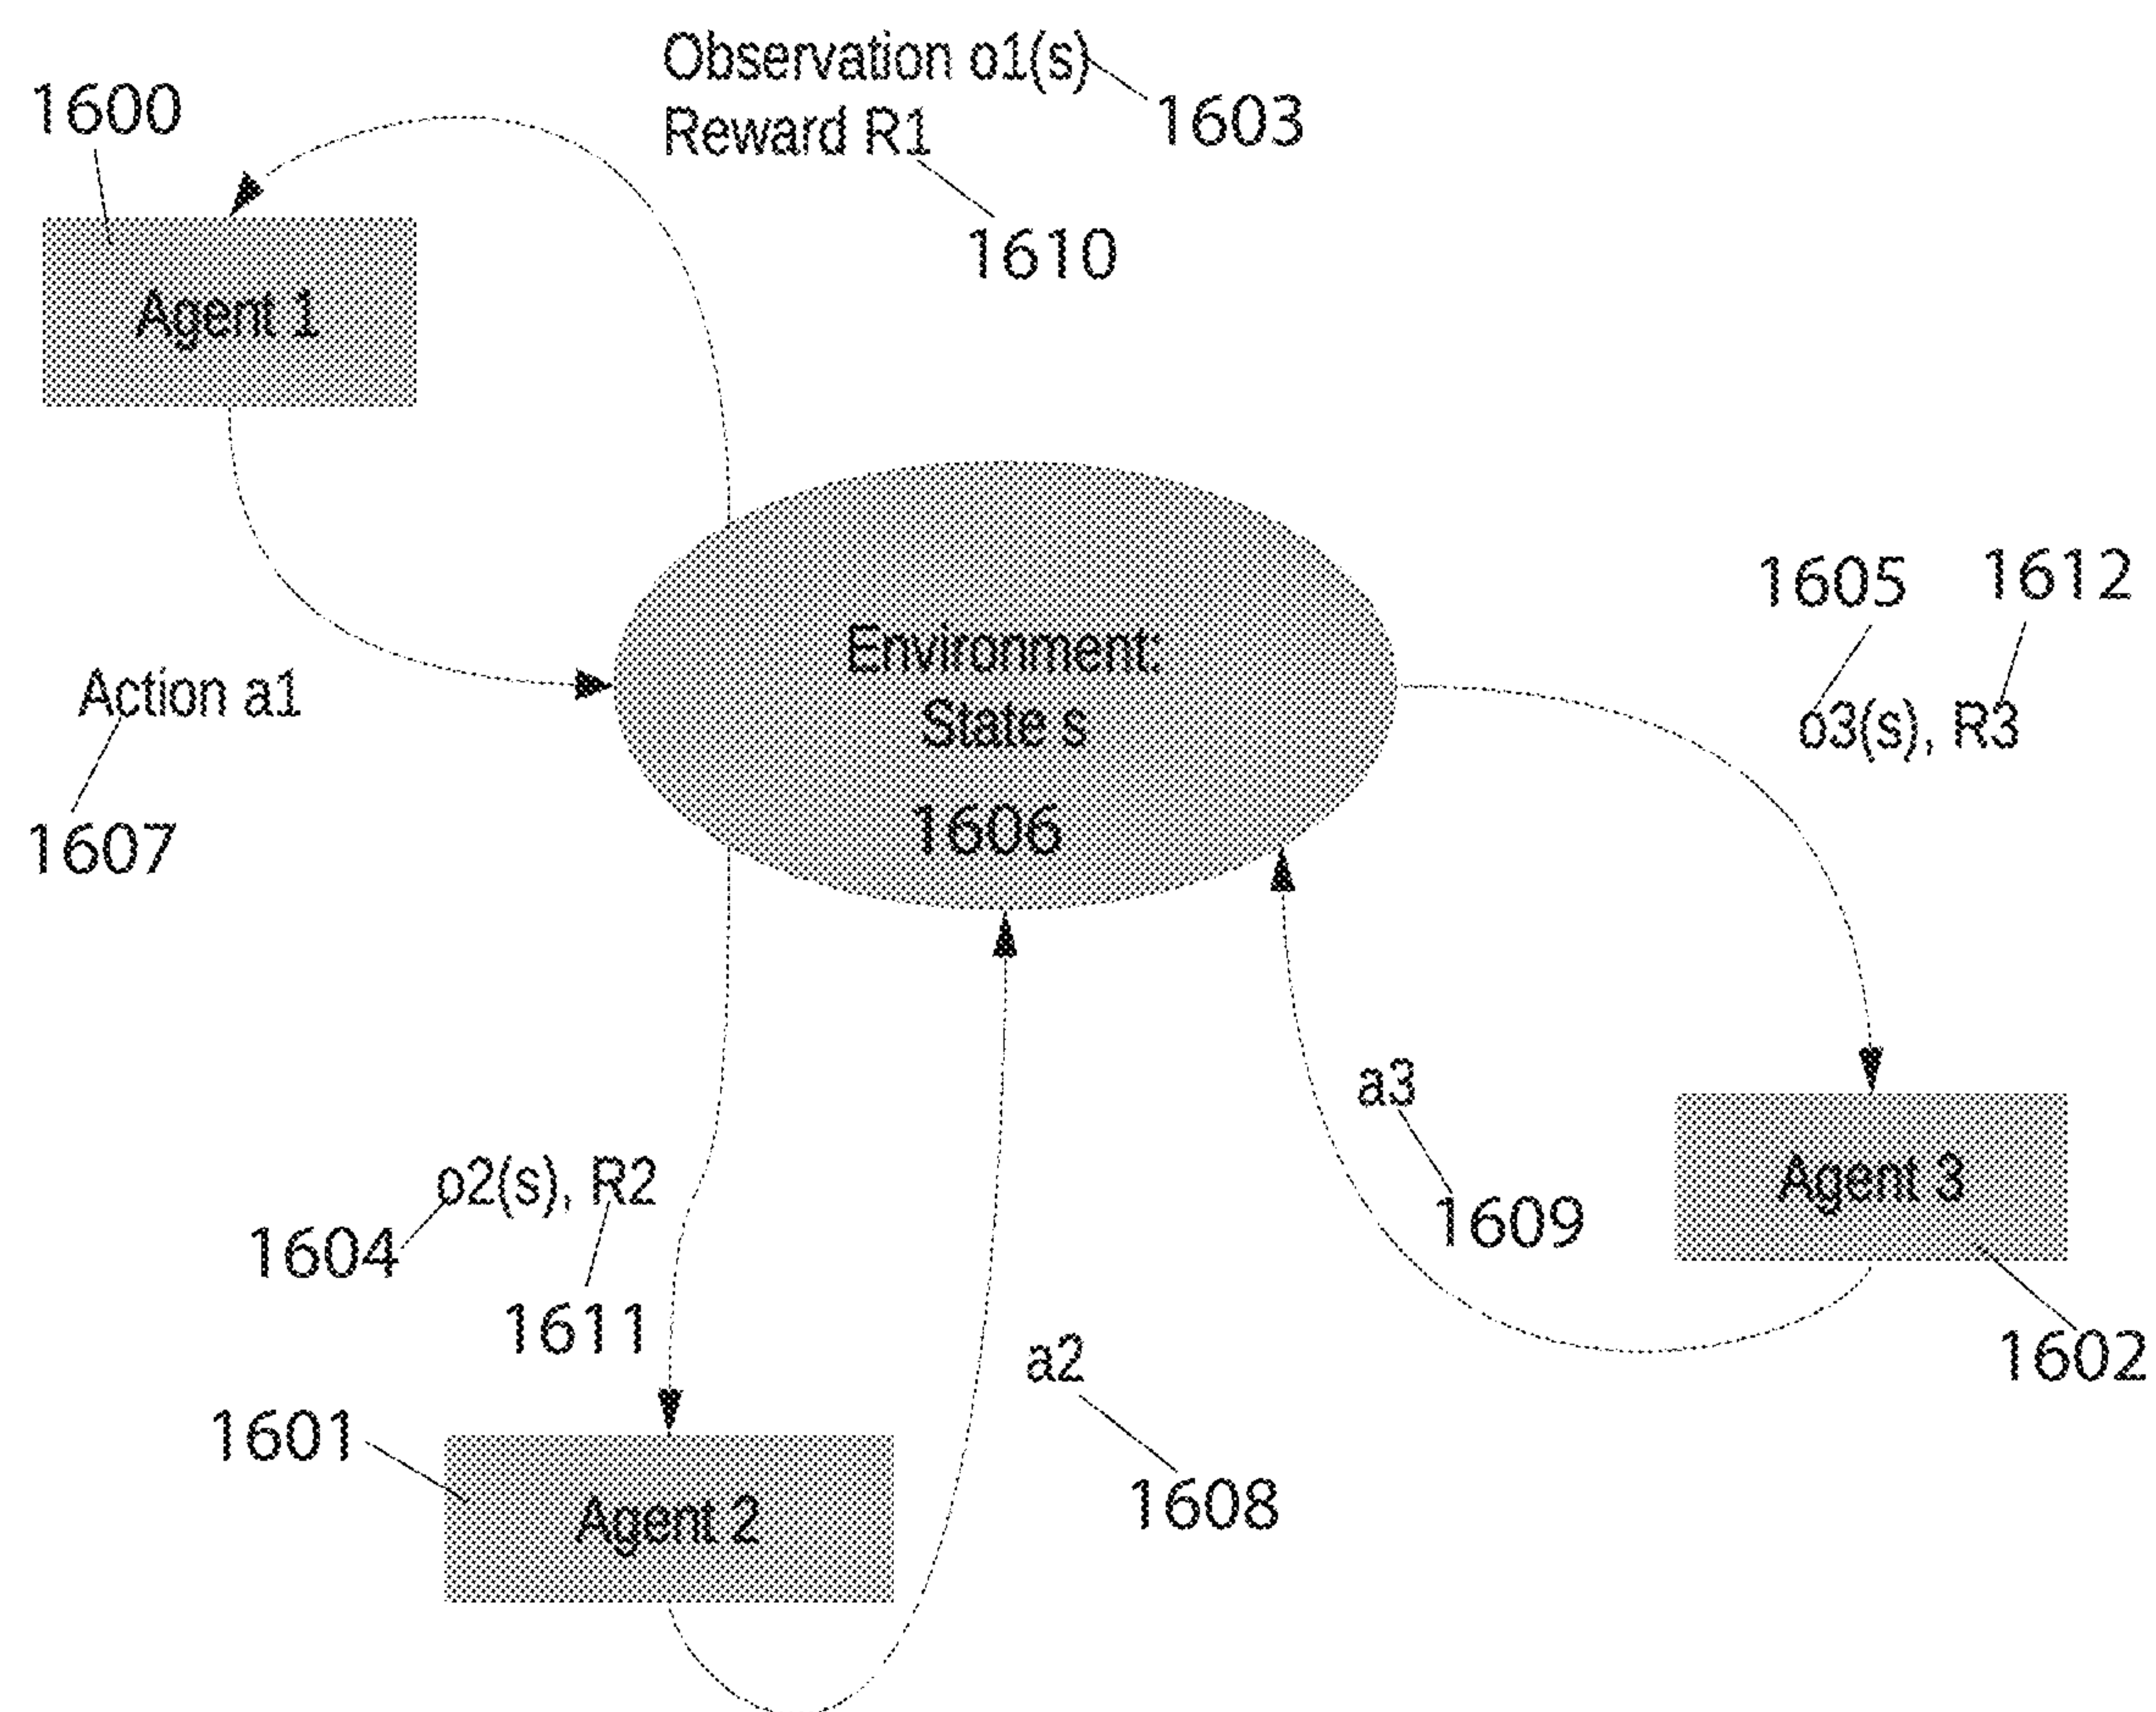 Observation o1(s)
Reward R1
1600
1603
1610
Agent 1
Action a1
1607
Environment:
State s
1606
1605
1612
o3(s), R3
a3
1609
Agent 3
1602
o2(s), R2
1604
1611
1601
Agent 2
a2
1608